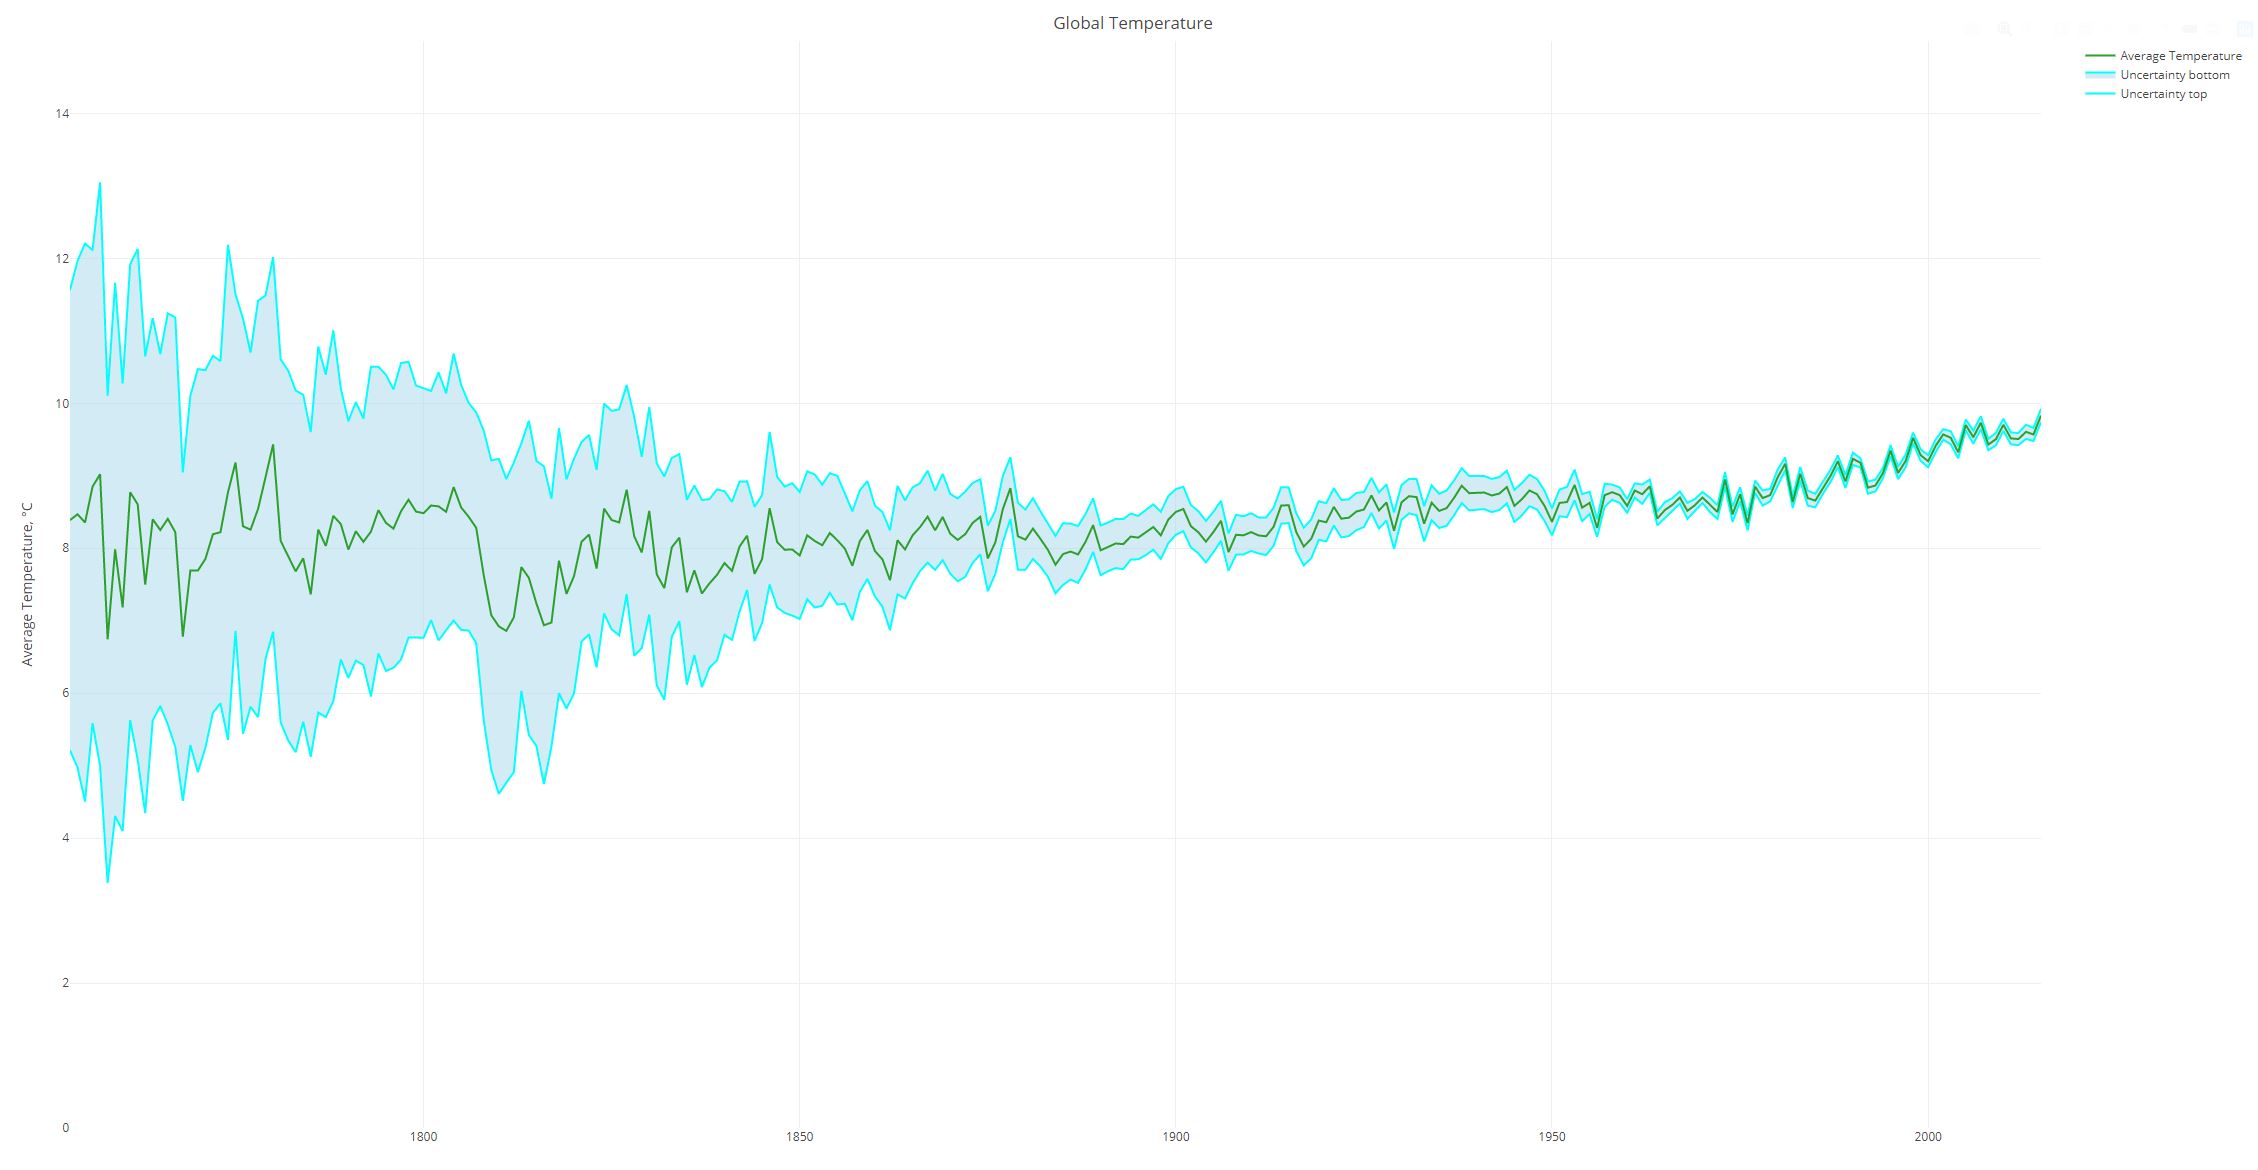 Global Temperature
Average Temperature
Uncertainty bottom
Uncertainty top
Average Temperature, °C
14
12
10
8
6
4
2
0
1800
1850
1900
1950
2000